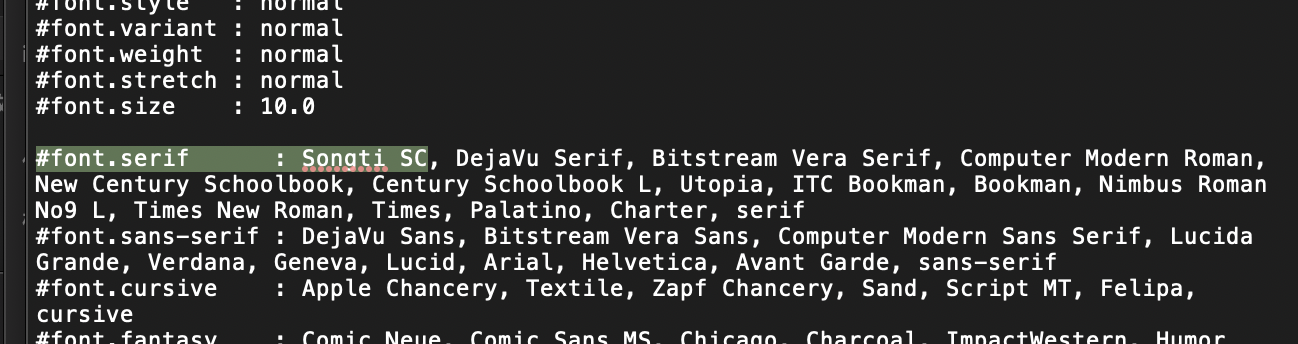 #font.style   : normal
#font.variant : normal
#font.weight  : normal
#font.stretch : normal
#font.size    : 10.0
#font.serif      : Songti SC, DejaVu Serif, Bitstream Vera Serif, Computer Modern Roman,
New Century Schoolbook, Century Schoolbook L, Utopia, ITC Bookman, Bookman, Nimbus Roman
No9 L, Times New Roman, Times, Palatino, Charter, serif
#font.sans-serif : DejaVu Sans, Bitstream Vera Sans, Computer Modern Sans Serif, Lucida
Grande, Verdana, Geneva, Lucid, Arial, Helvetica, Avant Garde, sans-serif
#font.cursive    : Apple Chancery, Textile, Zapf Chancery, Sand, Script MT, Felipa,
cursive
#font.fantasy    : Comic Neue, Comic Sans MS, Chicago, Charcoal, ImpactWestern, Humor